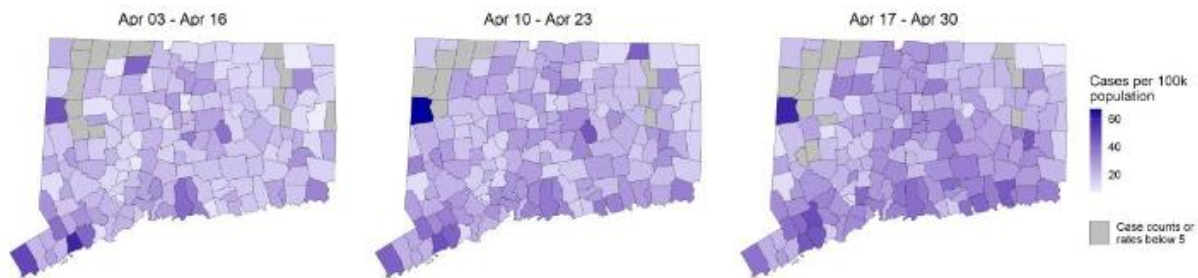 Apr 03 - Apr 16
Apr 10 - Apr 23
Apr 17 - Apr 30
Cases per 100k
population
60
40
20
Case counts or
rates below 5